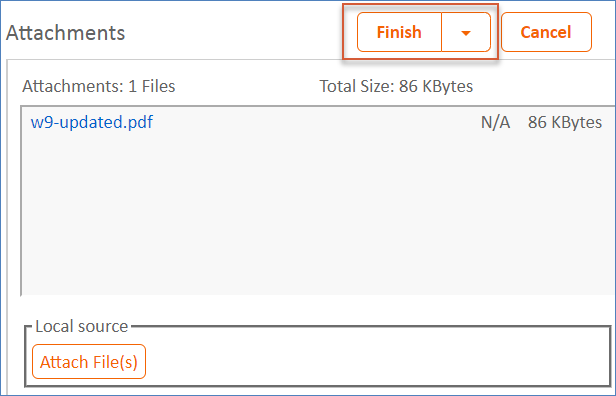 Attachments
Finish
Cancel
Attachments: 1 Files
Total Size: 86 KBytes
w9-updated.pdf
N/A
86 KBytes
Local source
Attach File(s)